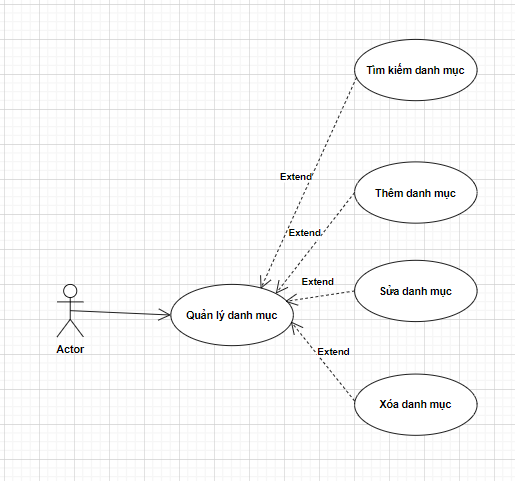 Tìm kiếm danh mục
Extend
Thêm danh mục
Extend
Extend
Sửa danh mục
Quản lý danh mục
Actor
Extend
Xóa danh mục